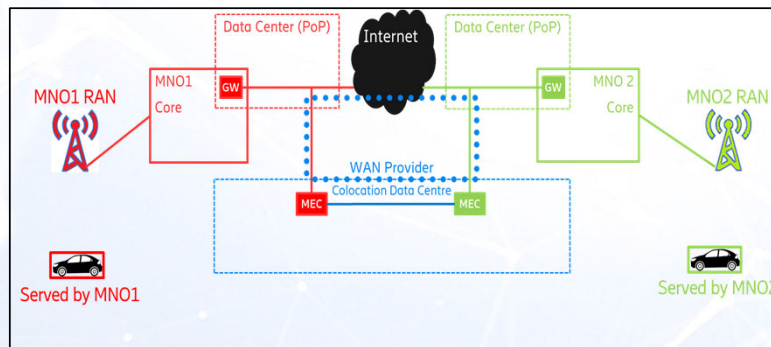 Data Center (PoP)
Internet
Data Center (PoP)
MNO1 RAN
MNO1
Core
GW
GW
MNO 2
Core
MNO2 RAN
WAN Provider
Colocation Data Centre
MEC
MEC
Served by MNO1
Served by MNO2